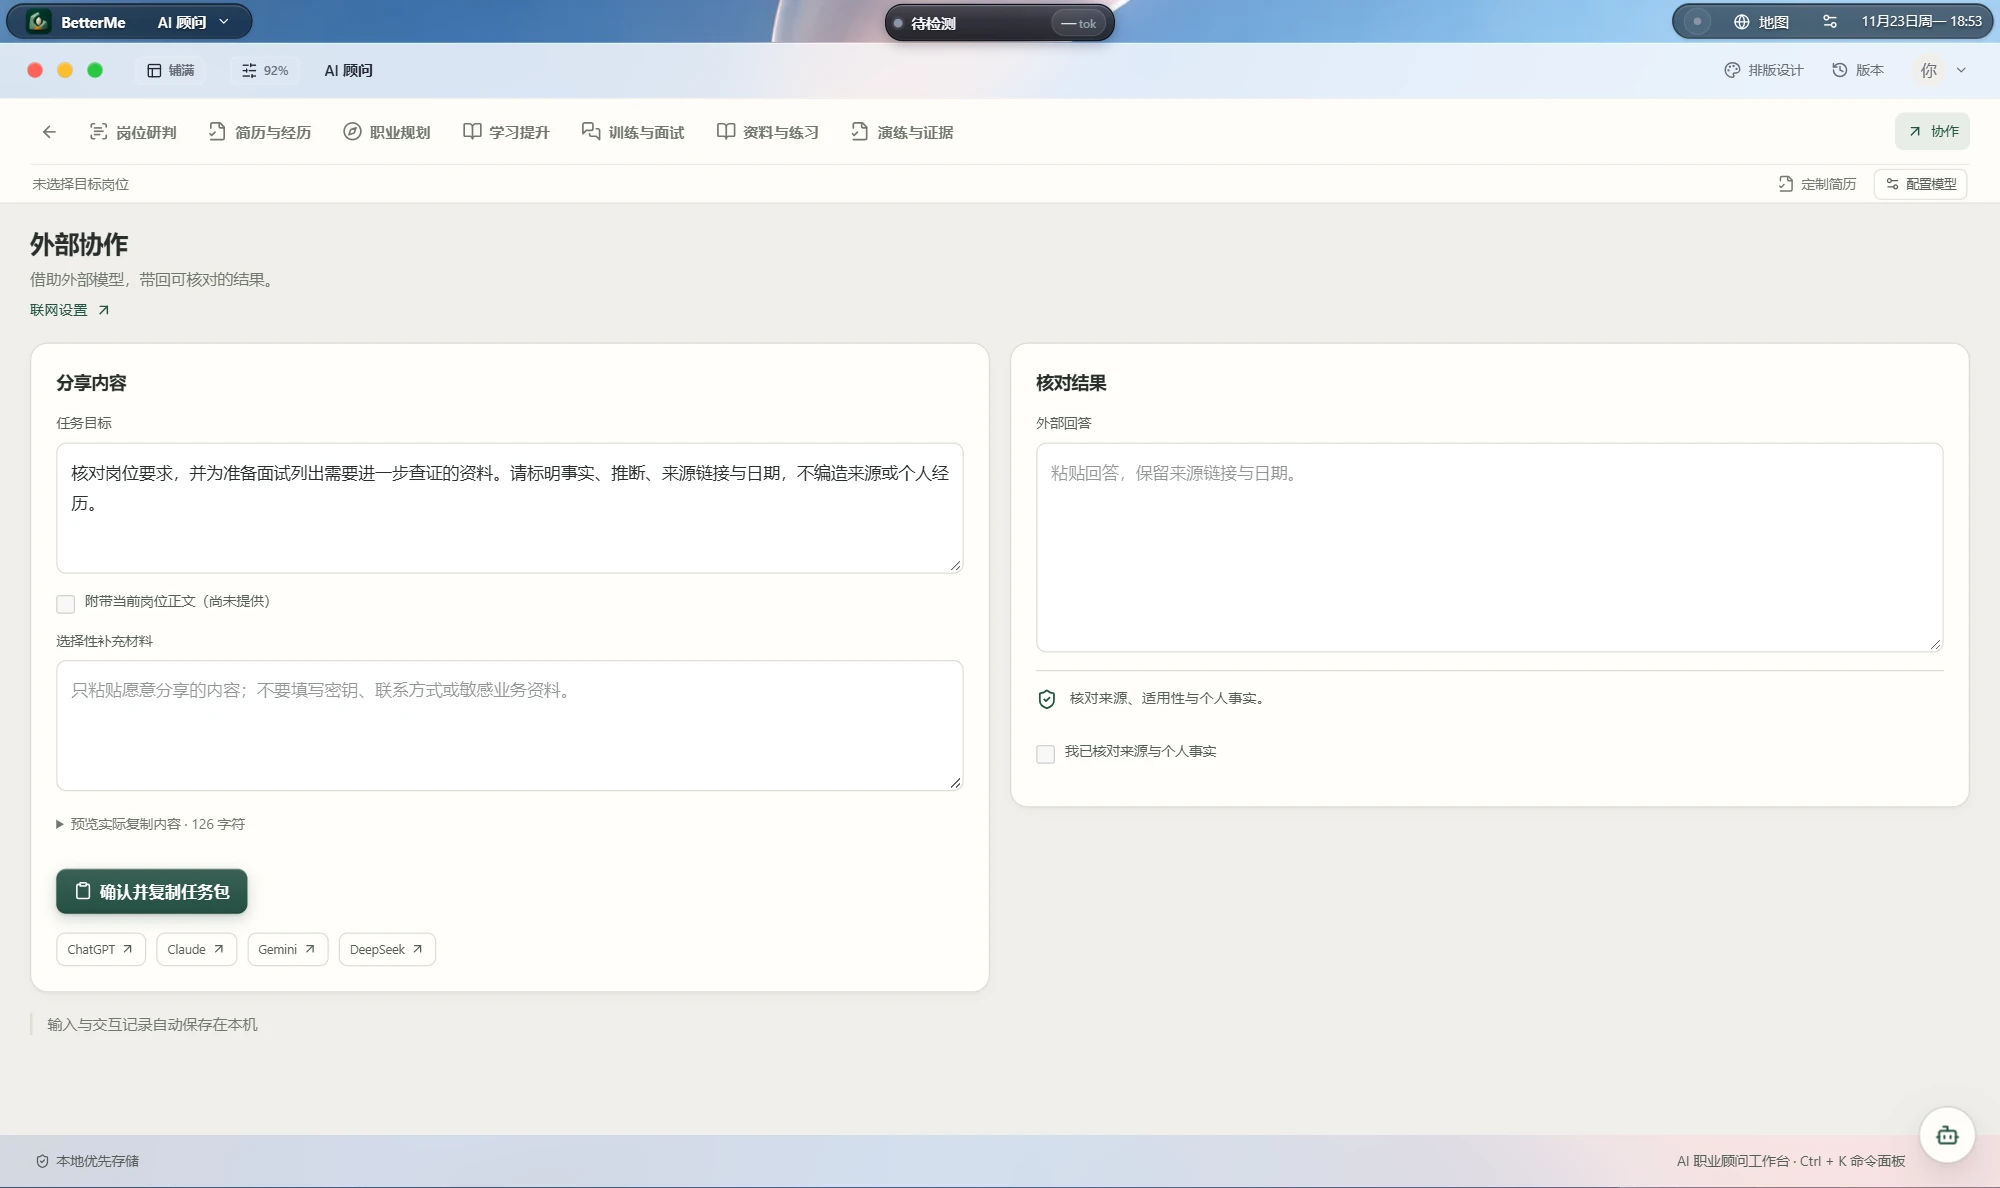 BetterMe
AI 顾问
待检测
— tok
地图
11月23日周一 18:53
铺满
92%
AI 顾问
排版设计
版本
你
岗位研判
简历与经历
职业规划
学习提升
训练与面试
资料与练习
演练与证据
协作
未选择目标岗位
定制简历
配置模型
外部协作
借助外部模型，带回可核对的结果。
联网设置
分享内容
任务目标
核对岗位要求，并为准备面试列出需要进一步查证的资料。请标明事实、推断、来源链接与日期，不编造来源或个人经
历。
附带当前岗位正文（尚未提供）
选择性补充材料
只粘贴愿意分享的内容；不要填写密钥、联系方式或敏感业务资料。
预览实际复制内容 · 126 字符
确认并复制任务包
ChatGPT
Claude
Gemini
DeepSeek
核对结果
外部回答
粘贴回答，保留来源链接与日期。
核对来源、适用性与个人事实。
我已核对来源与个人事实
输入与交互记录自动保存在本机
本地优先存储
AI 职业顾问工作台 · Ctrl + K 命令面板